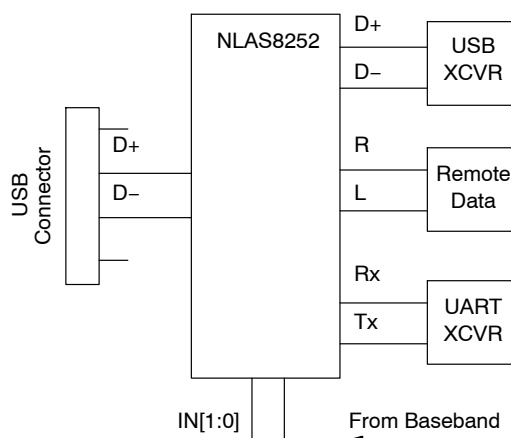 NLAS8252
D+
D−
USB
XCVR
USB
Connector
D+
D−
R
L
Remote
Data
Rx
Tx
UART
XCVR
IN[1:0]
From Baseband